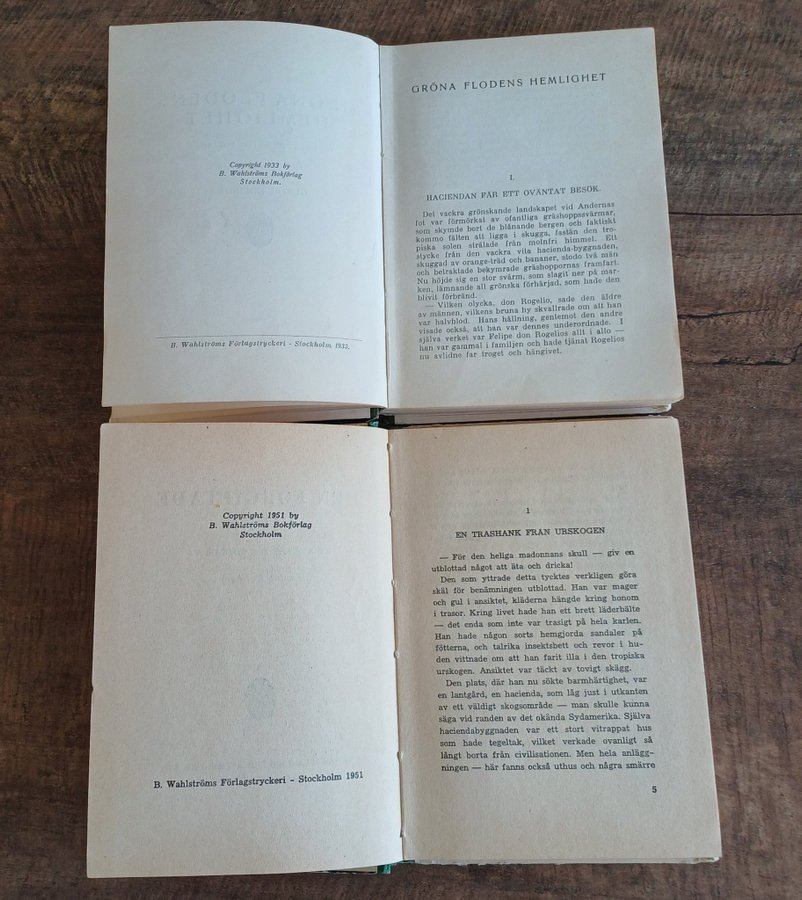 Copyright 1933 by
B. Wahlströms Bokförlag
Stockholm.
B. Wahlströms Förlagstryckeri - Stockholm 1933.
GRÖNA FLODENS HEMLIGHET
I.
HACIENDAN FÅR ETT OVÄNTAT BESÖK.
Det vackra grönskande landskapet vid Andernas
fot var förmörkat av ofantliga gräshoppssvärmar,
som skymde bort de blånande bergen och faktiskt
kommo fälten att ligga i skugga, fastän den tro-
piska solen strålade från molnfri himmel. Ett
stycke från den vackra vita hacienda-byggnaden,
skuggad av orange-träd och bananer, stodo två män
och betraktade bekymrade gräshoppornas framfart.
Nu höjde sig en stor svärm, som slagit ner på mar-
ken, lämnande all grönska förhärjad, som hade den
blivit förbränd.
— Vilken olycka, don Rogelio, sade den äldre
av männen, vilkens bruna hy skvallrade om att han
var halvblod. Hans hållning, gentemot den andre
visade också, att han var dennes underordnade. I
själva verket var Felipe don Rogelios allt i allo —
han var gammal i familjen och hade tjänat Rogelios
nu avlidne far troget och hängivet.
Copyright 1951 by
B. Wahlströms Bokförlag
Stockholm
B. Wahlströms Förlagstryckeri - Stockholm 1951
1
EN TRASHANK FRÅN URSKOGEN
— För den heliga madonnans skull — giv en
utblottad något att äta och dricka!
Den som yttrade detta tycktes verkligen göra
skäl för benämningen utblottad. Han var mager
och gul i ansiktet, kläderna hängde kring honom
i trasor. Kring livet hade han ett brett läderbälte
— det enda som inte var trasigt på hela karlen.
Han hade någon sorts hemgjorda sandaler på
fötterna, och talrika insektsbett och revor i hu-
den vittnade om att han farit illa i den tropiska
urskogen. Ansiktet var täckt av tovigt skägg.
Den plats, där han nu sökte barmhärtighet, var
en lantgård, en hacienda, som låg just i utkanten
av ett väldigt skogsområde — man skulle kunna
säga vid randen av det okända Sydamerika. Själva
haciendabyggnaden var ett stort vitrappat hus
som hade tegeltak, vilket verkade ovanligt så
långt borta från civilisationen. Men hela anlägg-
ningen — här fanns också uthus och några smärre
5